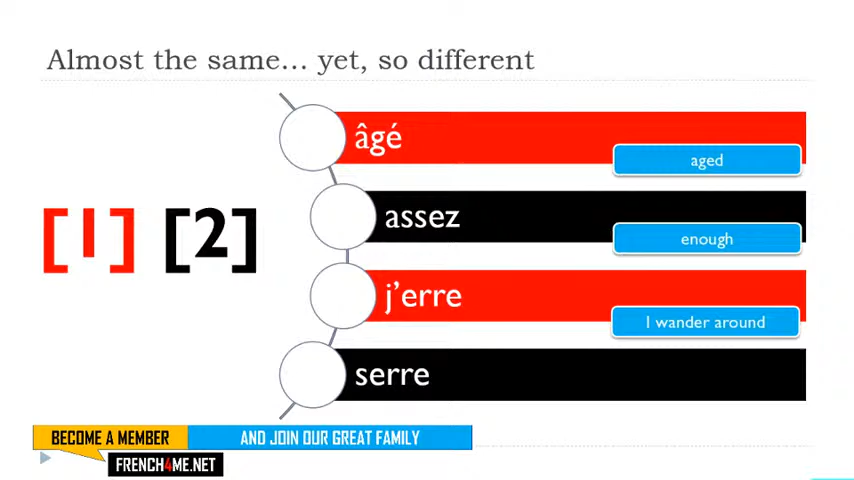 Almost the same... yet, so different
[1] [2]
âgé
aged
assez
enough
j’erre
I wander around
serre
BECOME A MEMBER
AND JOIN OUR GREAT FAMILY
FRENCH4ME.NET